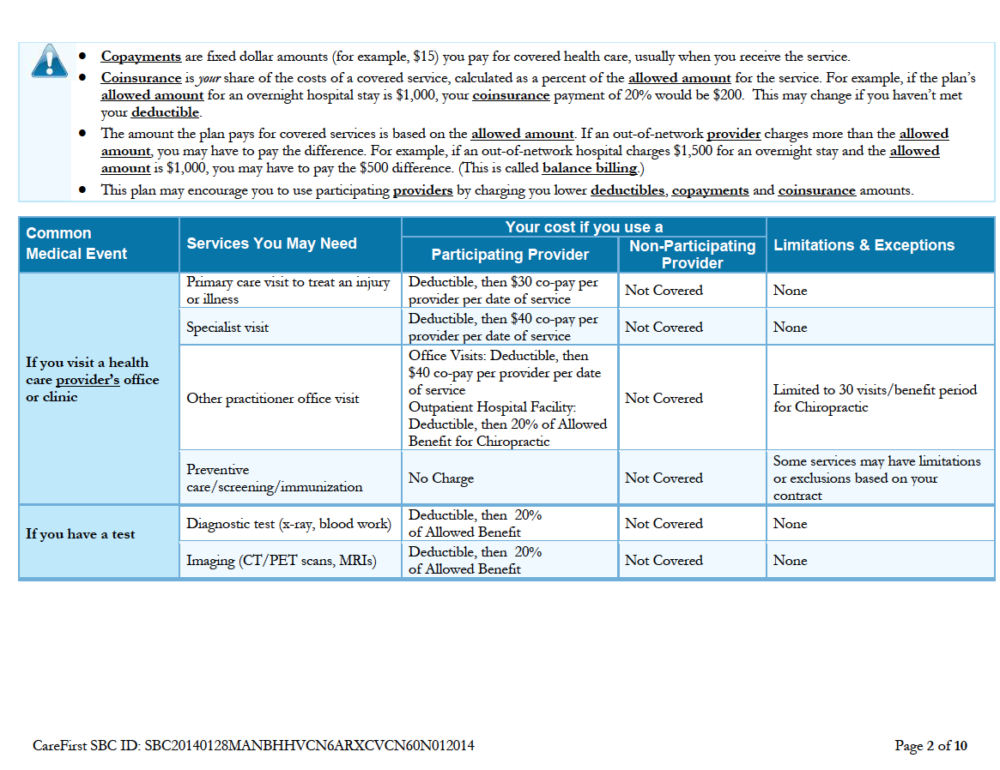 • Copayments are fixed dollar amounts (for example, $15) you pay for covered health care, usually when you receive the service.
• Coinsurance is your share of the costs of a covered service, calculated as a percent of the allowed amount for the service. For example, if the plan's
allowed amount for an overnight hospital stay is $1,000, your coinsurance payment of 20% would be $200.  This may change if you haven't met
your deductible.
• The amount the plan pays for covered services is based on the allowed amount. If an out-of-network provider charges more than the allowed
amount, you may have to pay the difference. For example, if an out-of-network hospital charges $1,500 for an overnight stay and the allowed
amount is $1,000, you may have to pay the $500 difference. (This is called balance billing.)
• This plan may encourage you to use participating providers by charging you lower deductibles, copayments and coinsurance amounts.
Common
Medical Event
Services You May Need
Your cost if you use a
Participating Provider
Non-Participating
Provider
Limitations & Exceptions
If you visit a health
care provider's office
or clinic
Primary care visit to treat an injury
or illness
Deductible, then $30 co-pay per
provider per date of service
Not Covered
None
Specialist visit
Deductible, then $40 co-pay per
provider per date of service
Not Covered
None
Other practitioner office visit
Office Visits: Deductible, then
$40 co-pay per provider per date
of service
Outpatient Hospital Facility:
Deductible, then 20% of Allowed
Benefit for Chiropractic
Not Covered
Limited to 30 visits/benefit period
for Chiropractic
Preventive
care/screening/immunization
No Charge
Not Covered
Some services may have limitations
or exclusions based on your
contract
If you have a test
Diagnostic test (x-ray, blood work)
Deductible, then  20%
of Allowed Benefit
Not Covered
None
Imaging (CT/PET scans, MRIs)
Deductible, then  20%
of Allowed Benefit
Not Covered
None
CareFirst SBC ID: SBC20140128MANBHHVCN6ARXCVCN60N012014
Page 2 of 10